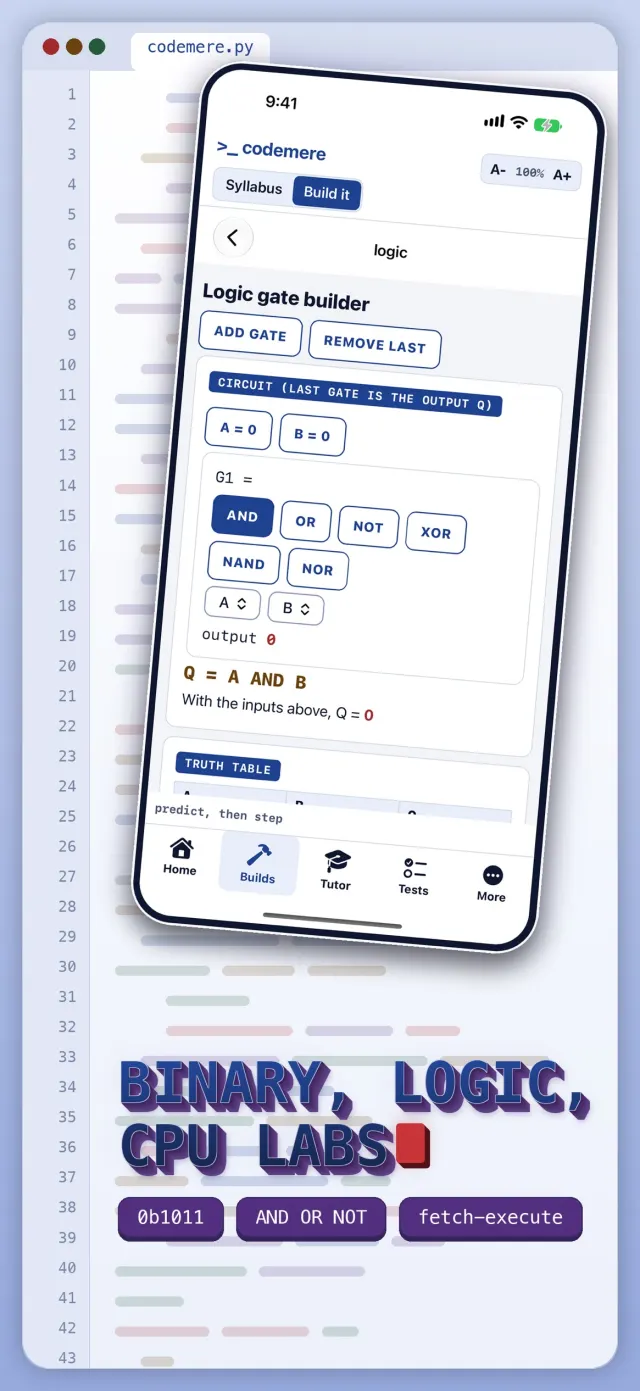 codemere.py
1
2
3
4
5
6
7
8
9
10
11
12
13
14
15
16
17
18
19
20
21
22
23
24
25
26
27
28
29
30
31
32
33
34
35
36
37
38
39
40
41
42
43
9:41
>_ codemere
A- 100% A+
Syllabus Build it
logic
Logic gate builder
ADD GATE REMOVE LAST
CIRCUIT (LAST GATE IS THE OUTPUT Q)
A = 0 B = 0
G1 =
AND OR NOT XOR
NAND NOR
A B
output 0
Q = A AND B
With the inputs above, Q = 0
TRUTH TABLE
predict, then step
Home Builds Tutor Tests More
BINARY, LOGIC,
CPU LABS
0b1011 AND OR NOT fetch-execute